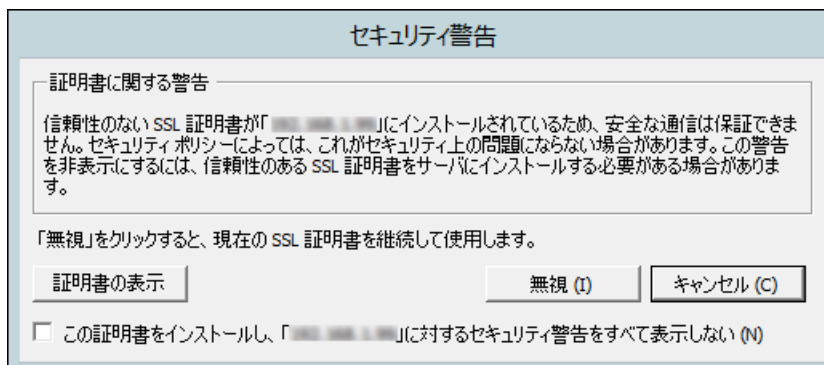 セキュリティ警告
証明書に関する警告
信頼性のない SSL 証明書が「」にインストールされているため、安全な通信は保証できま
せん。セキュリティ ポリシーによっては、これがセキュリティ上の問題にならない場合があります。この警告
を非表示にするには、信頼性のある SSL 証明書をサーバにインストールする必要がある場合がありま
す。
「無視」をクリックすると、現在の SSL 証明書を継続して使用します。
証明書の表示 無視 (I) キャンセル (C)
この証明書をインストールし、「」に対するセキュリティ警告をすべて表示しない (N)